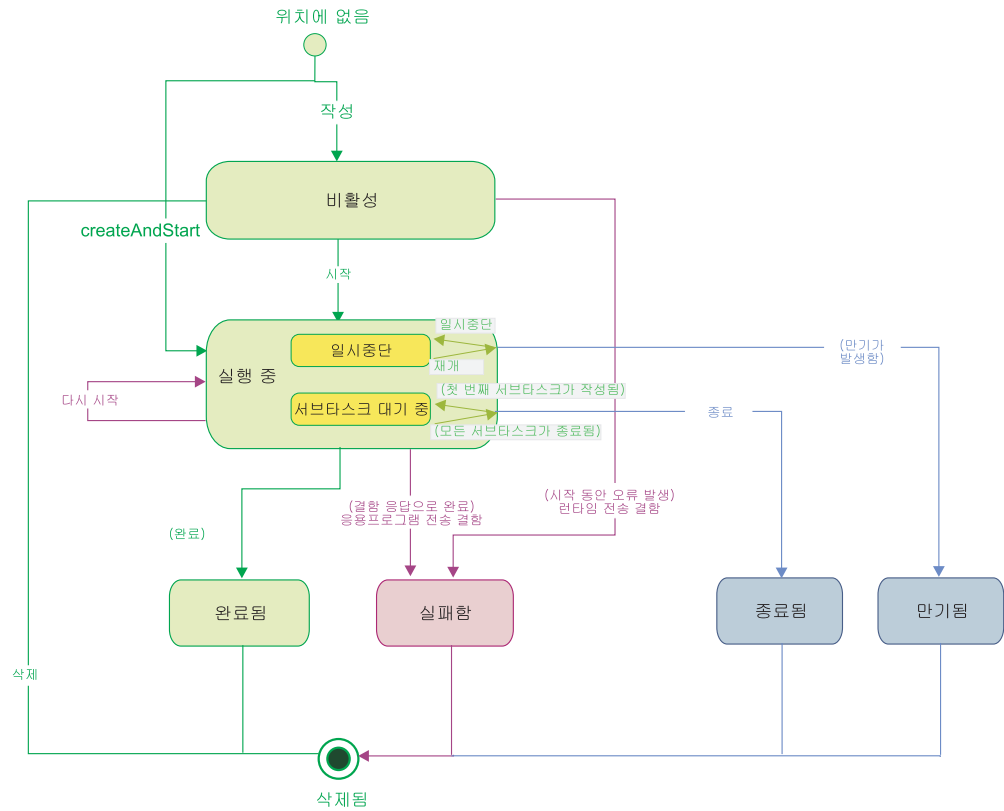 위치에 없음
작성
비활성
createAndStart
시작
일시중단
일시중단
재개
실행 중
(첫 번째 서브타스크가 작성됨)
서브타스크 대기 중
(모든 서브타스크가 종료됨)
다시 시작
(만기가
발생함)
종료
(결함 응답으로 완료)
응용프로그램 전송 결함
(시작 동안 오류 발생)
런타임 전송 결함
(완료)
완료됨
실패함
종료됨
만기됨
삭제
삭제됨